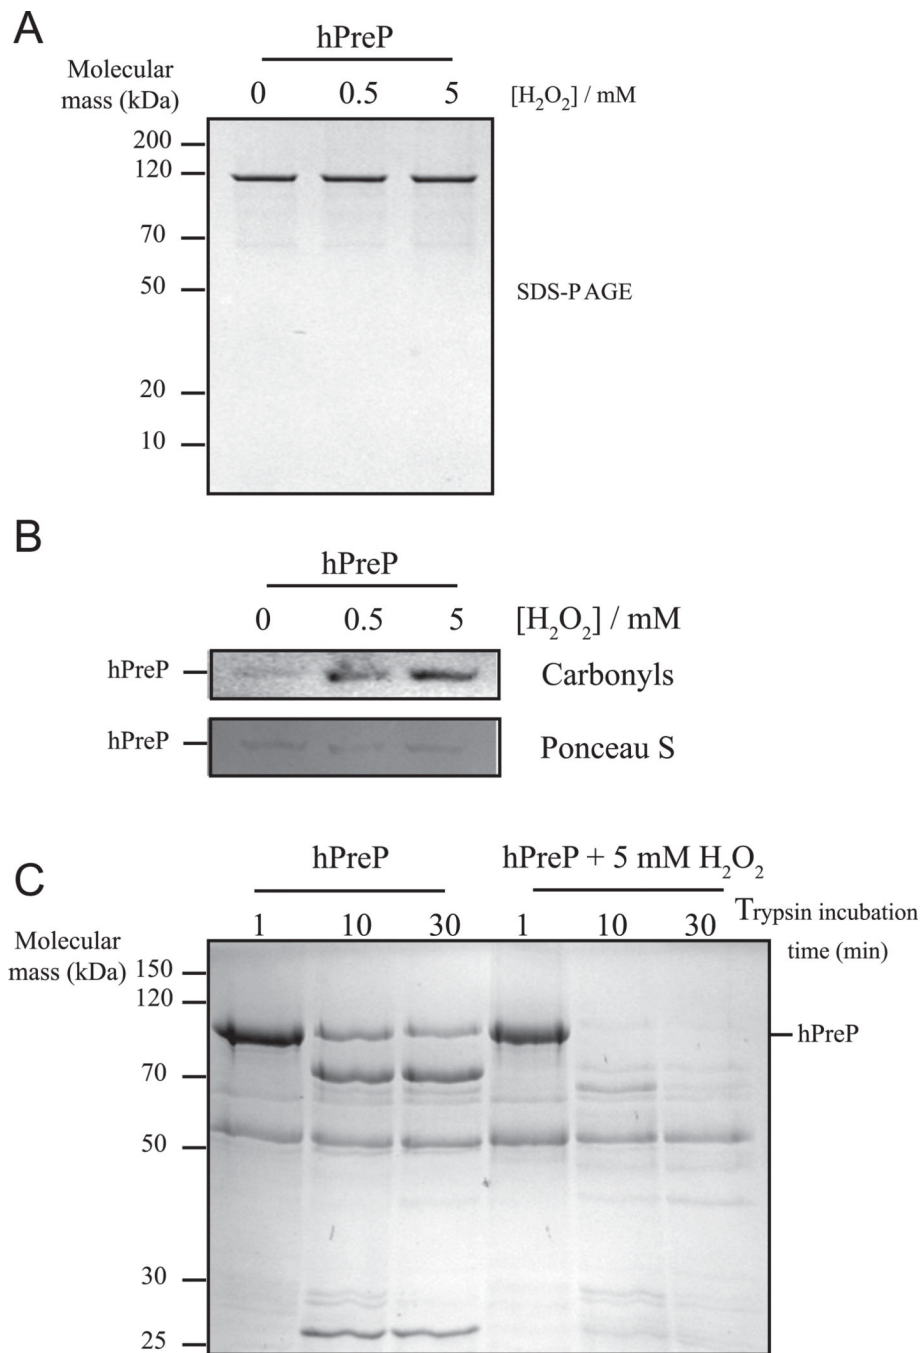 A
hPreP
Molecular
mass (kDa)
0 0.5 5 [H₂O₂] / mM
200
120
70
50
SDS-PAGE
20
10
B
hPreP
0 0.5 5 [H₂O₂] / mM
hPreP Carbonyls
hPreP Ponceau S
C
hPreP hPreP + 5 mM H₂O₂
1 10 30 1 10 30 Trypsin incubation
time (min)
Molecular
mass (kDa)
150
120
hPreP
70
50
30
25